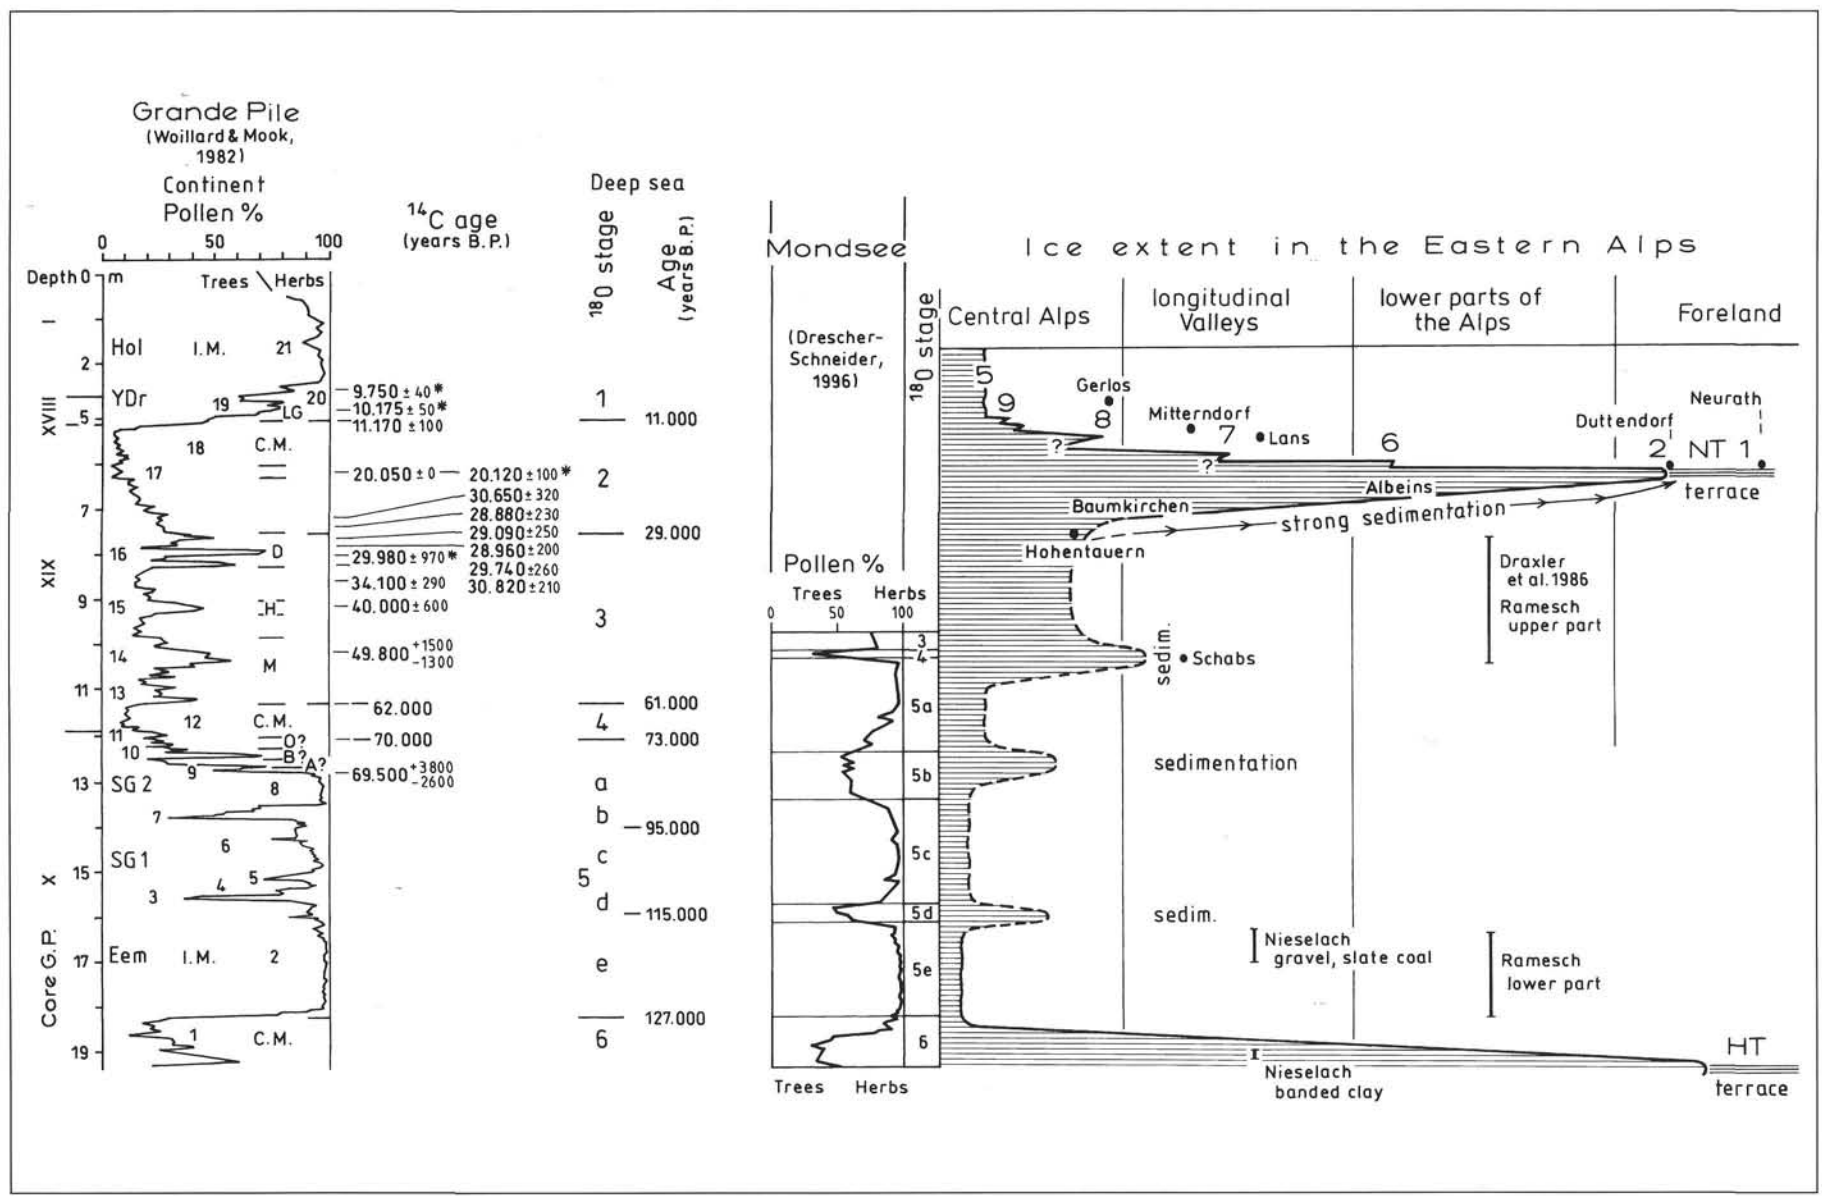 Grande Pile
(Woillard & Mook,
1982)
Continent
Pollen %
0 50 100
Depth 0 m
Trees \ Herbs
I
Hol I.M. 21
2
YDr 19 20
LG
XVIII
5
18 C.M.
17
7
16 D
XIX
9
15 H
14 M
11
13
12 C.M.
11 O?
10 B?
9 A?
SG 2 8
13
7
6
SG 1
X
15
5
4
3
Core G.P.
Eem I.M. 2
17
1 C.M.
19
14C age
(years B.P.)
9.750 ± 40*
10.175 ± 50*
11.170 ± 100
20.050 ± 0
20.120 ± 100*
30.650 ± 320
28.880 ± 230
29.090 ± 250
28.960 ± 200
29.980 ± 970*
29.740 ± 260
34.100 ± 290
30.820 ± 210
40.000 ± 600
49.800 +1500
-1300
62.000
70.000
69.500 +3800
-2600
Deep sea
18O stage
Age
(years B.P.)
1
11.000
2
29.000
3
61.000
4
73.000
a
b
95.000
c
5
d
115.000
e
127.000
6
Mondsee
(Drescher-
Schneider,
1996)
Pollen %
Trees Herbs
0 50 100
3
4
5a
5b
5c
5d
5e
6
Trees Herbs
Ice extent in the Eastern Alps
18O stage
Central Alps
longitudinal
Valleys
lower parts of
the Alps
Foreland
5
9
Gerlos
8
?
Mitterndorf
7
Lans
?
6
Duttendorf
Neurath
2 NT 1
terrace
Albeins
Baumkirchen
strong sedimentation
Hohentauern
Draxler
et al. 1986
Ramesch
upper part
sedim.
Schabs
sedimentation
sedim.
Nieselach
gravel, slate coal
Ramesch
lower part
Nieselach
banded clay
HT
terrace